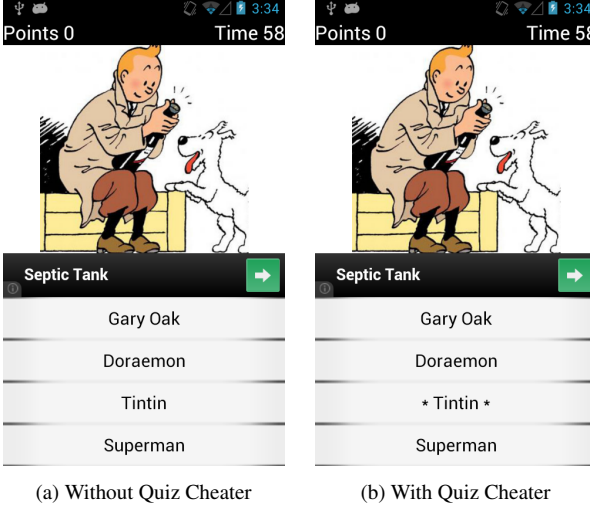 3:34
Points 0 Time 58
Septic Tank
Gary Oak
Doraemon
Tintin
Superman
(a) Without Quiz Cheater
3:34
Points 0 Time 58
Septic Tank
Gary Oak
Doraemon
* Tintin *
Superman
(b) With Quiz Cheater